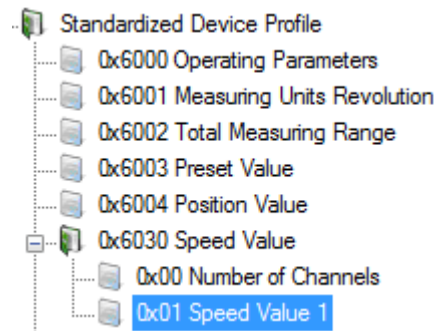 Standardized Device Profile
0x6000 Operating Parameters
0x6001 Measuring Units Revolution
0x6002 Total Measuring Range
0x6003 Preset Value
0x6004 Position Value
0x6030 Speed Value
0x00 Number of Channels
0x01 Speed Value 1